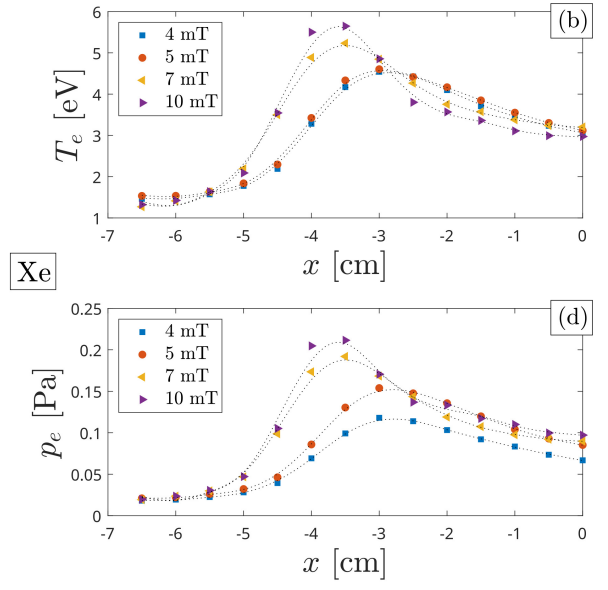 (b)
4 mT
5 mT
7 mT
10 mT
6
5
4
3
2
1
T_e [eV]
-7 -6 -5 -4 -3 -2 -1 0
x [cm]
Xe
(d)
4 mT
5 mT
7 mT
10 mT
0.25
0.2
0.15
0.1
0.05
0
p_e [Pa]
-7 -6 -5 -4 -3 -2 -1 0
x [cm]